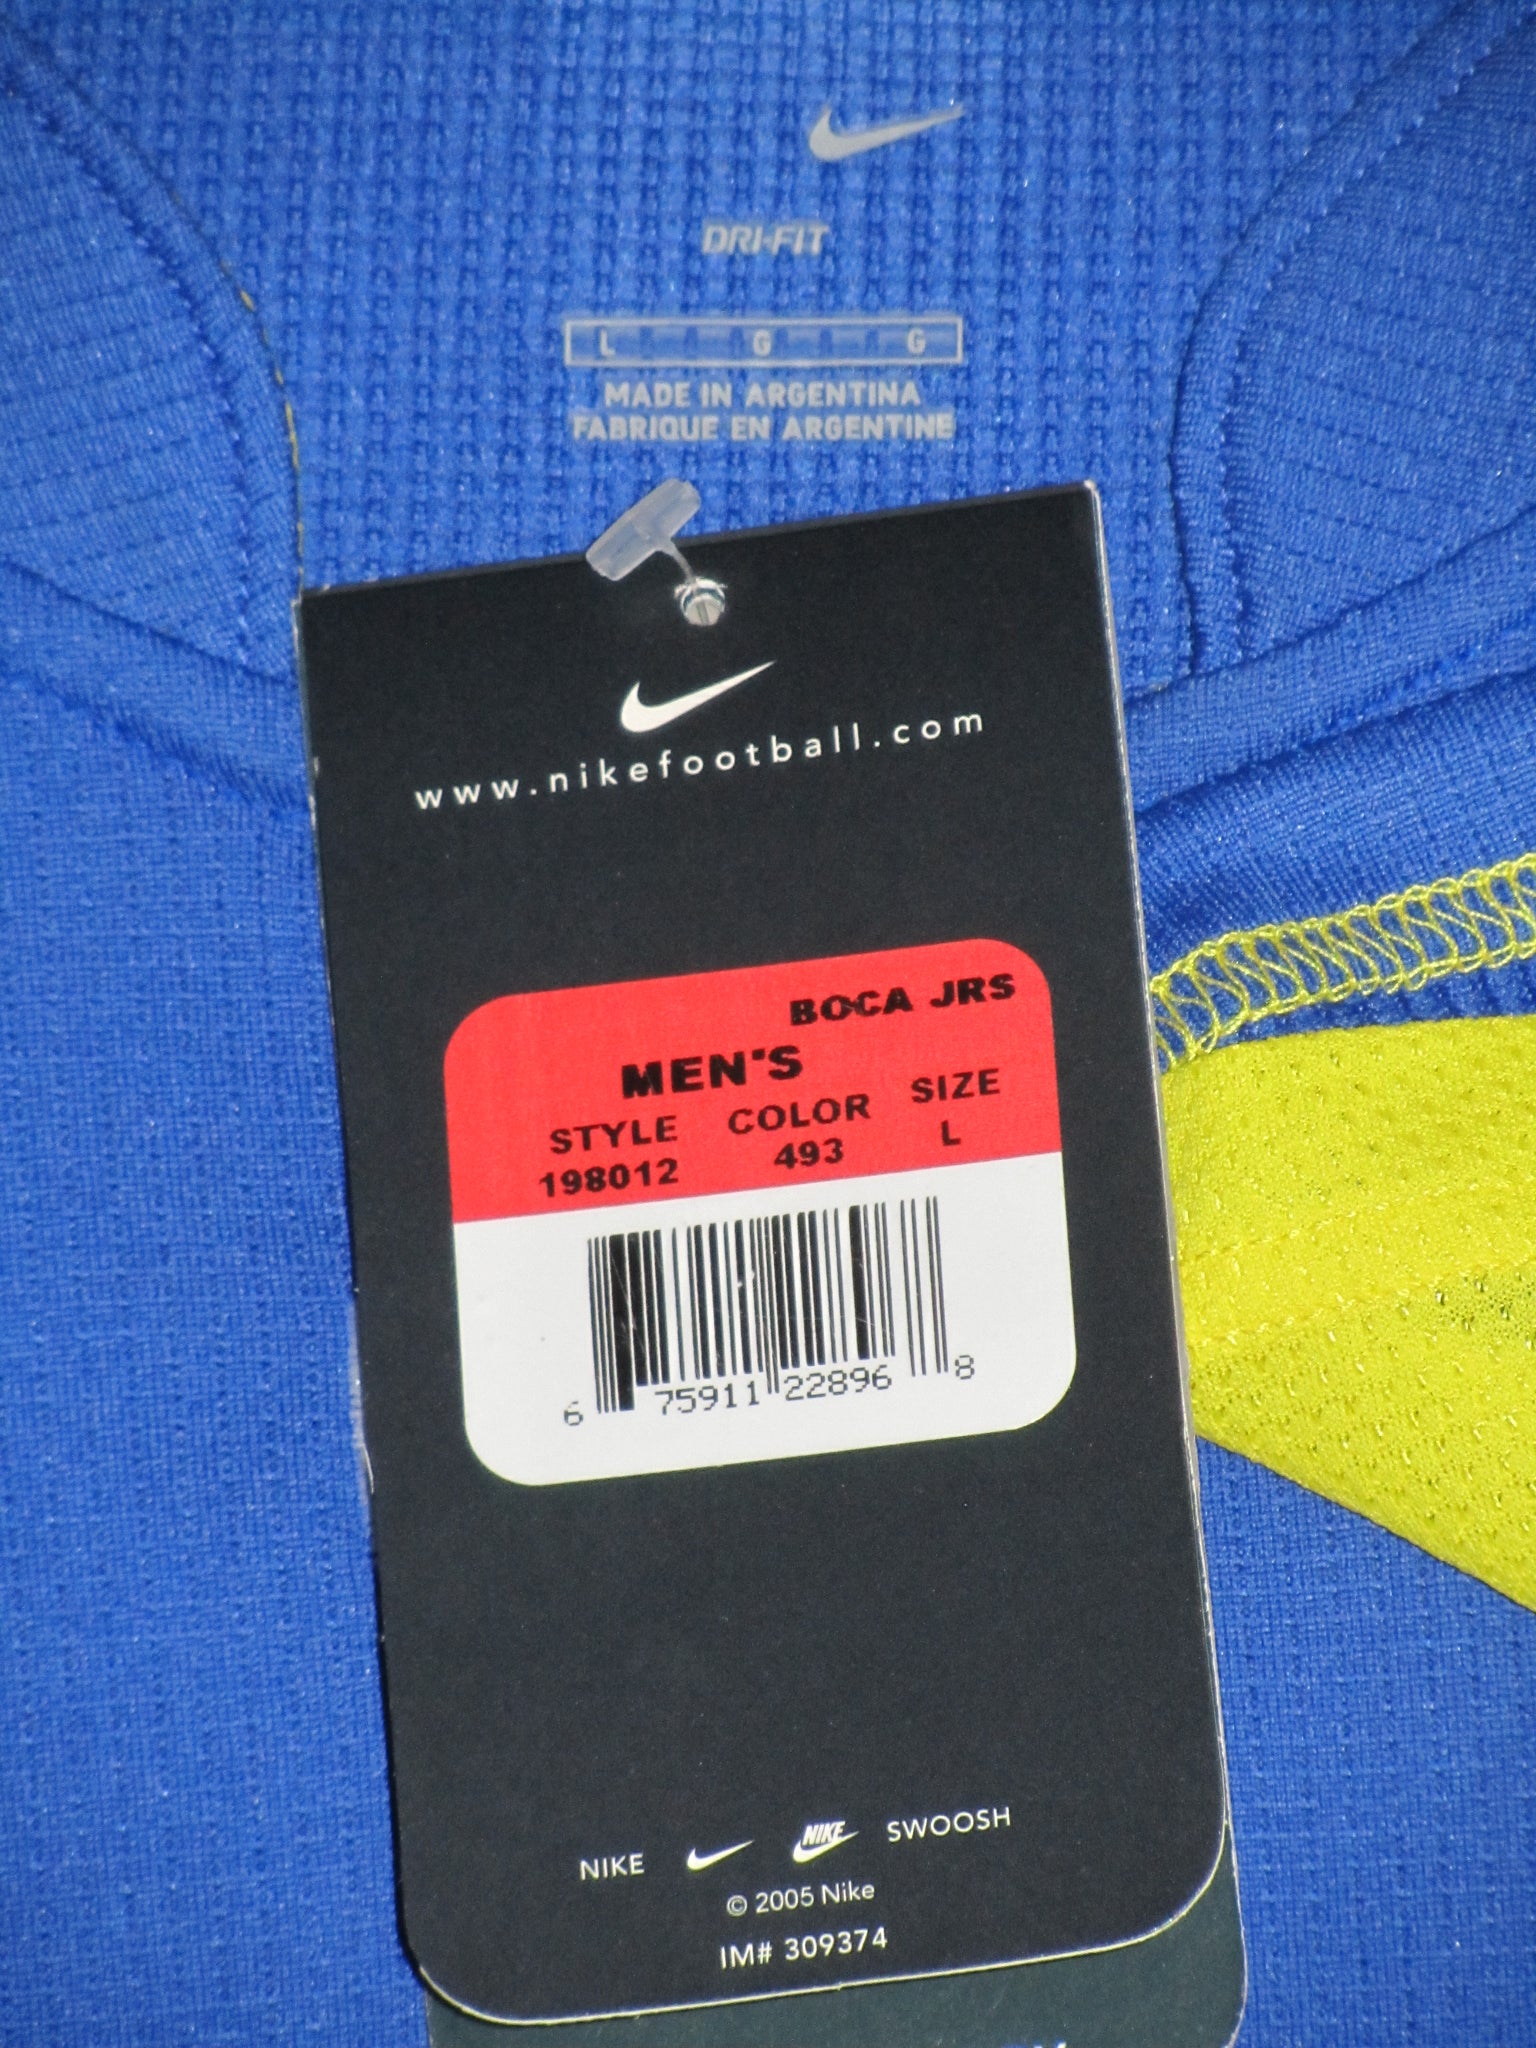 DRI-FIT
L G G
MADE IN ARGENTINA
FABRIQUE EN ARGENTINE
www.nikefootball.com
BOCA JRS
MEN'S
STYLE COLOR SIZE
198012 493 L
6 75911 22896 8
NIKE NIKE SWOOSH
© 2005 Nike
IM# 309374